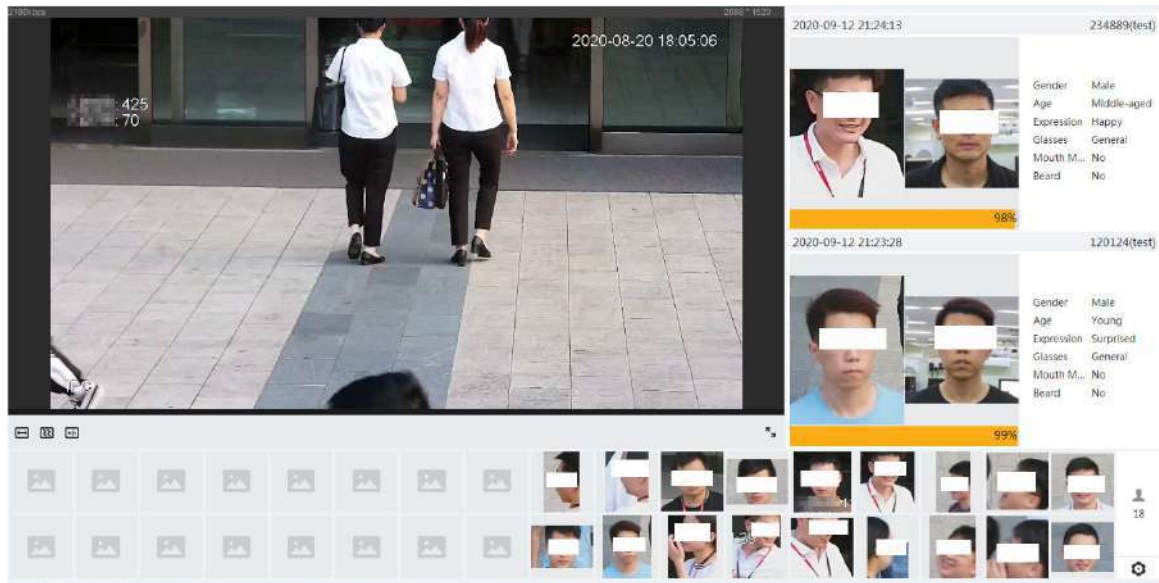 2020-08-20 18:05:06
: 425
: 70
IPC
2020-09-12 21:24:13 234889(test)
Gender Male
Age Middle-aged
Expression Happy
Glasses General
Mouth M... No
Beard No
98%
2020-09-12 21:23:28 120124(test)
Gender Male
Age Young
Expression Surprised
Glasses General
Mouth M... No
Beard No
99%
18